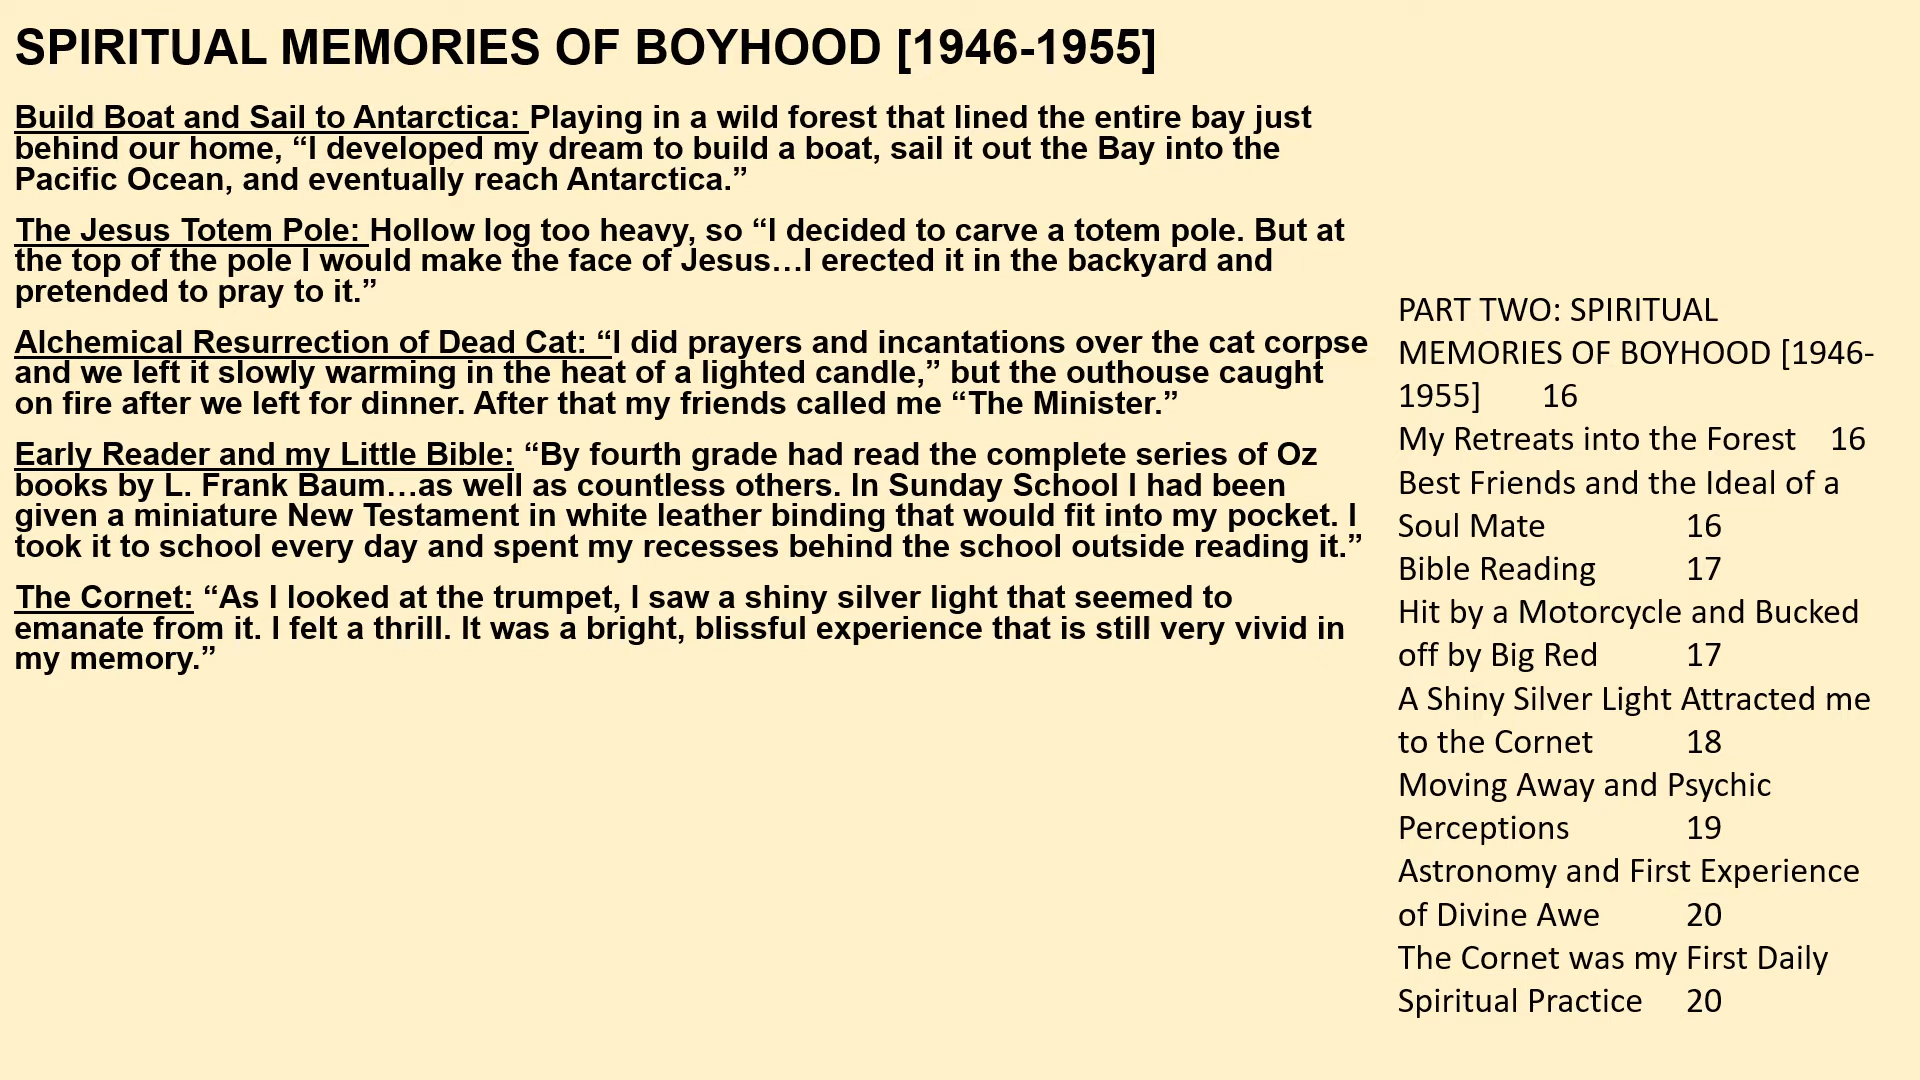 SPIRITUAL MEMORIES OF BOYHOOD [1946-1955]
Build Boat and Sail to Antarctica: Playing in a wild forest that lined the entire bay just
behind our home, “I developed my dream to build a boat, sail it out the Bay into the
Pacific Ocean, and eventually reach Antarctica.”
The Jesus Totem Pole: Hollow log too heavy, so “I decided to carve a totem pole. But at
the top of the pole I would make the face of Jesus…I erected it in the backyard and
pretended to pray to it.”
Alchemical Resurrection of Dead Cat: “I did prayers and incantations over the cat corpse
and we left it slowly warming in the heat of a lighted candle,” but the outhouse caught
on fire after we left for dinner. After that my friends called me “The Minister.”
Early Reader and my Little Bible: “By fourth grade had read the complete series of Oz
books by L. Frank Baum…as well as countless others. In Sunday School I had been
given a miniature New Testament in white leather binding that would fit into my pocket. I
took it to school every day and spent my recesses behind the school outside reading it.”
The Cornet: “As I looked at the trumpet, I saw a shiny silver light that seemed to
emanate from it. I felt a thrill. It was a bright, blissful experience that is still very vivid in
my memory.”
PART TWO: SPIRITUAL
MEMORIES OF BOYHOOD [1946-
1955] 16
My Retreats into the Forest 16
Best Friends and the Ideal of a
Soul Mate 16
Bible Reading 17
Hit by a Motorcycle and Bucked
off by Big Red 17
A Shiny Silver Light Attracted me
to the Cornet 18
Moving Away and Psychic
Perceptions 19
Astronomy and First Experience
of Divine Awe 20
The Cornet was my First Daily
Spiritual Practice 20